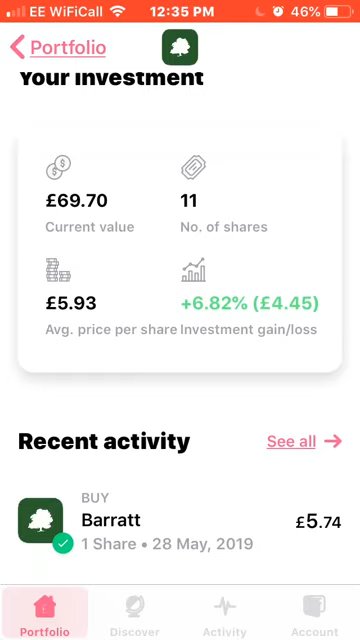 EE WiFiCall 12:35 PM 46%
Portfolio
Your Investment
£69.70 11
Current value No. of shares
£5.93 +6.82% (£4.45)
Avg. price per share Investment gain/loss
Recent activity See all
BUY
Barratt £5.74
1 Share • 28 May, 2019
Portfolio Discover Activity Account